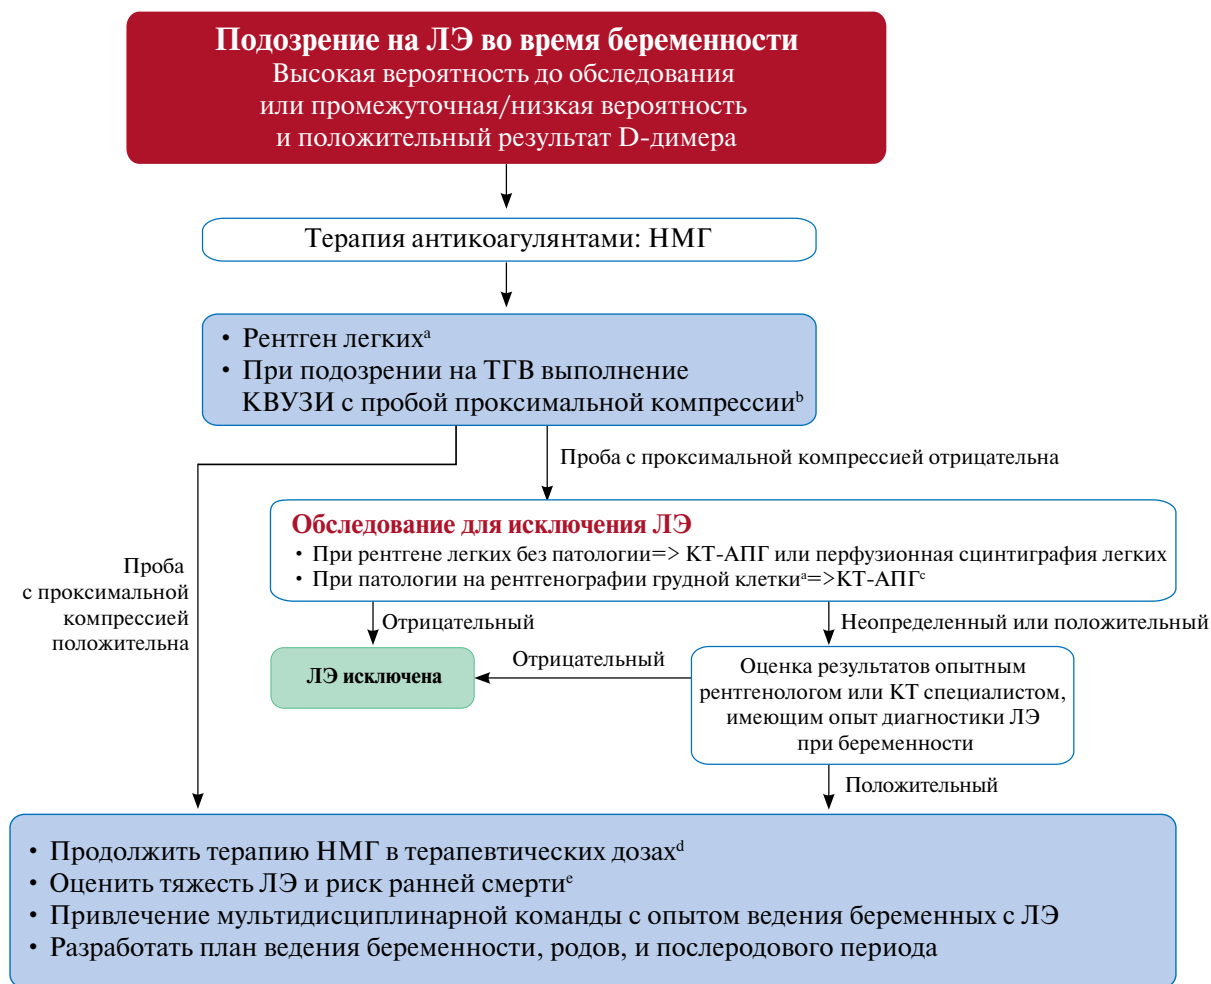 Подозрение на ЛЭ во время беременности
Высокая вероятность до обследования
или промежуточная/низкая вероятность
и положительный результат D-димера
Терапия антикоагулянтами: НМГ
• Рентген легкихᵃ
• При подозрении на ТГВ выполнение
КВУЗИ с пробой проксимальной компрессииᵇ
Проба с проксимальной компрессией отрицательна
Проба
с проксимальной
компрессией
положительна
Обследование для исключения ЛЭ
• При рентгене легких без патологии=> КТ-АПГ или перфузионная сцинтиграфия легких
• При патологии на рентгенографии грудной клеткиᵃ=>КТ-АПГᶜ
Отрицательный
Неопределенный или положительный
ЛЭ исключена
Отрицательный
Оценка результатов опытным
рентгенологом или КТ специалистом,
имеющим опыт диагностики ЛЭ
при беременности
Положительный
• Продолжить терапию НМГ в терапевтических дозахᵈ
• Оценить тяжесть ЛЭ и риск ранней смертиᵉ
• Привлечение мультидисциплинарной команды с опытом ведения беременных с ЛЭ
• Разработать план ведения беременности, родов, и послеродового периода